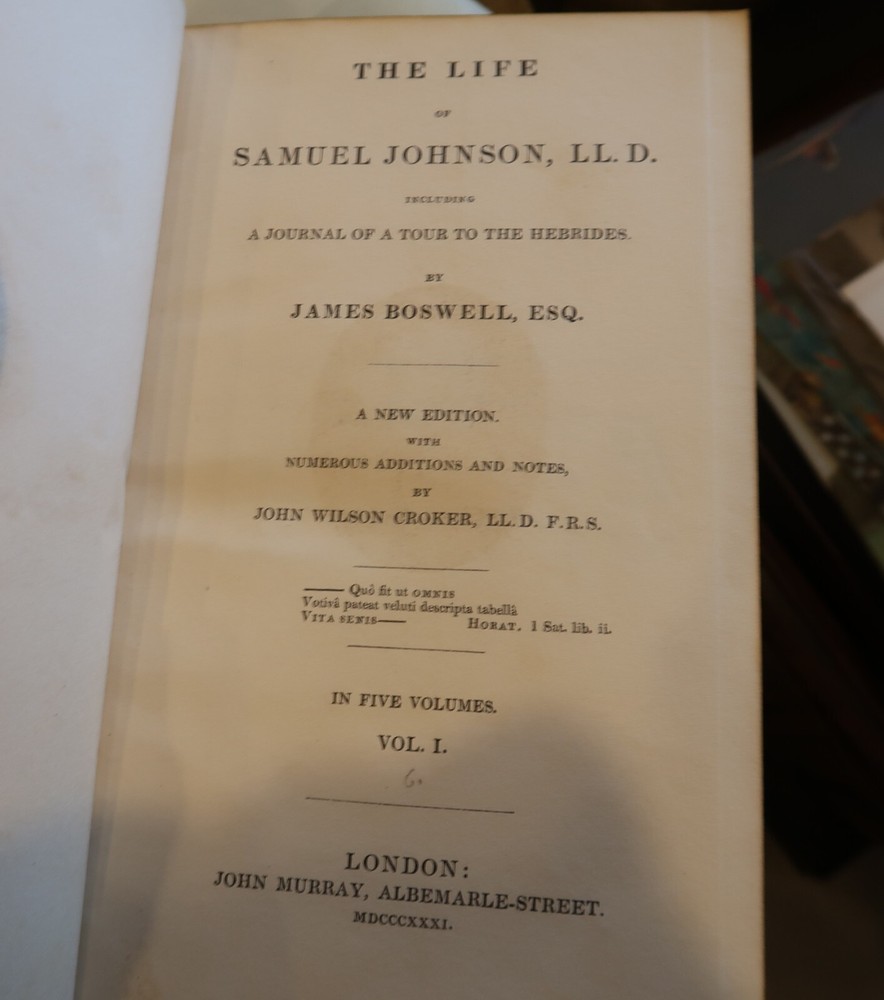 THE LIFE
OF
SAMUEL JOHNSON, LL. D.
INCLUDING
A JOURNAL OF A TOUR TO THE HEBRIDES.
BY
JAMES BOSWELL, ESQ.
A NEW EDITION.
WITH
NUMEROUS ADDITIONS AND NOTES,
BY
JOHN WILSON CROKER, LL. D. F. R. S.
—— Quò fit ut OMNIS
Votivâ pateat veluti descripta tabellâ
VITA SENIS—— HORAT. 1 Sat. lib. ii.
IN FIVE VOLUMES.
VOL. I.
6.
LONDON:
JOHN MURRAY, ALBEMARLE-STREET.
MDCCCXXXI.